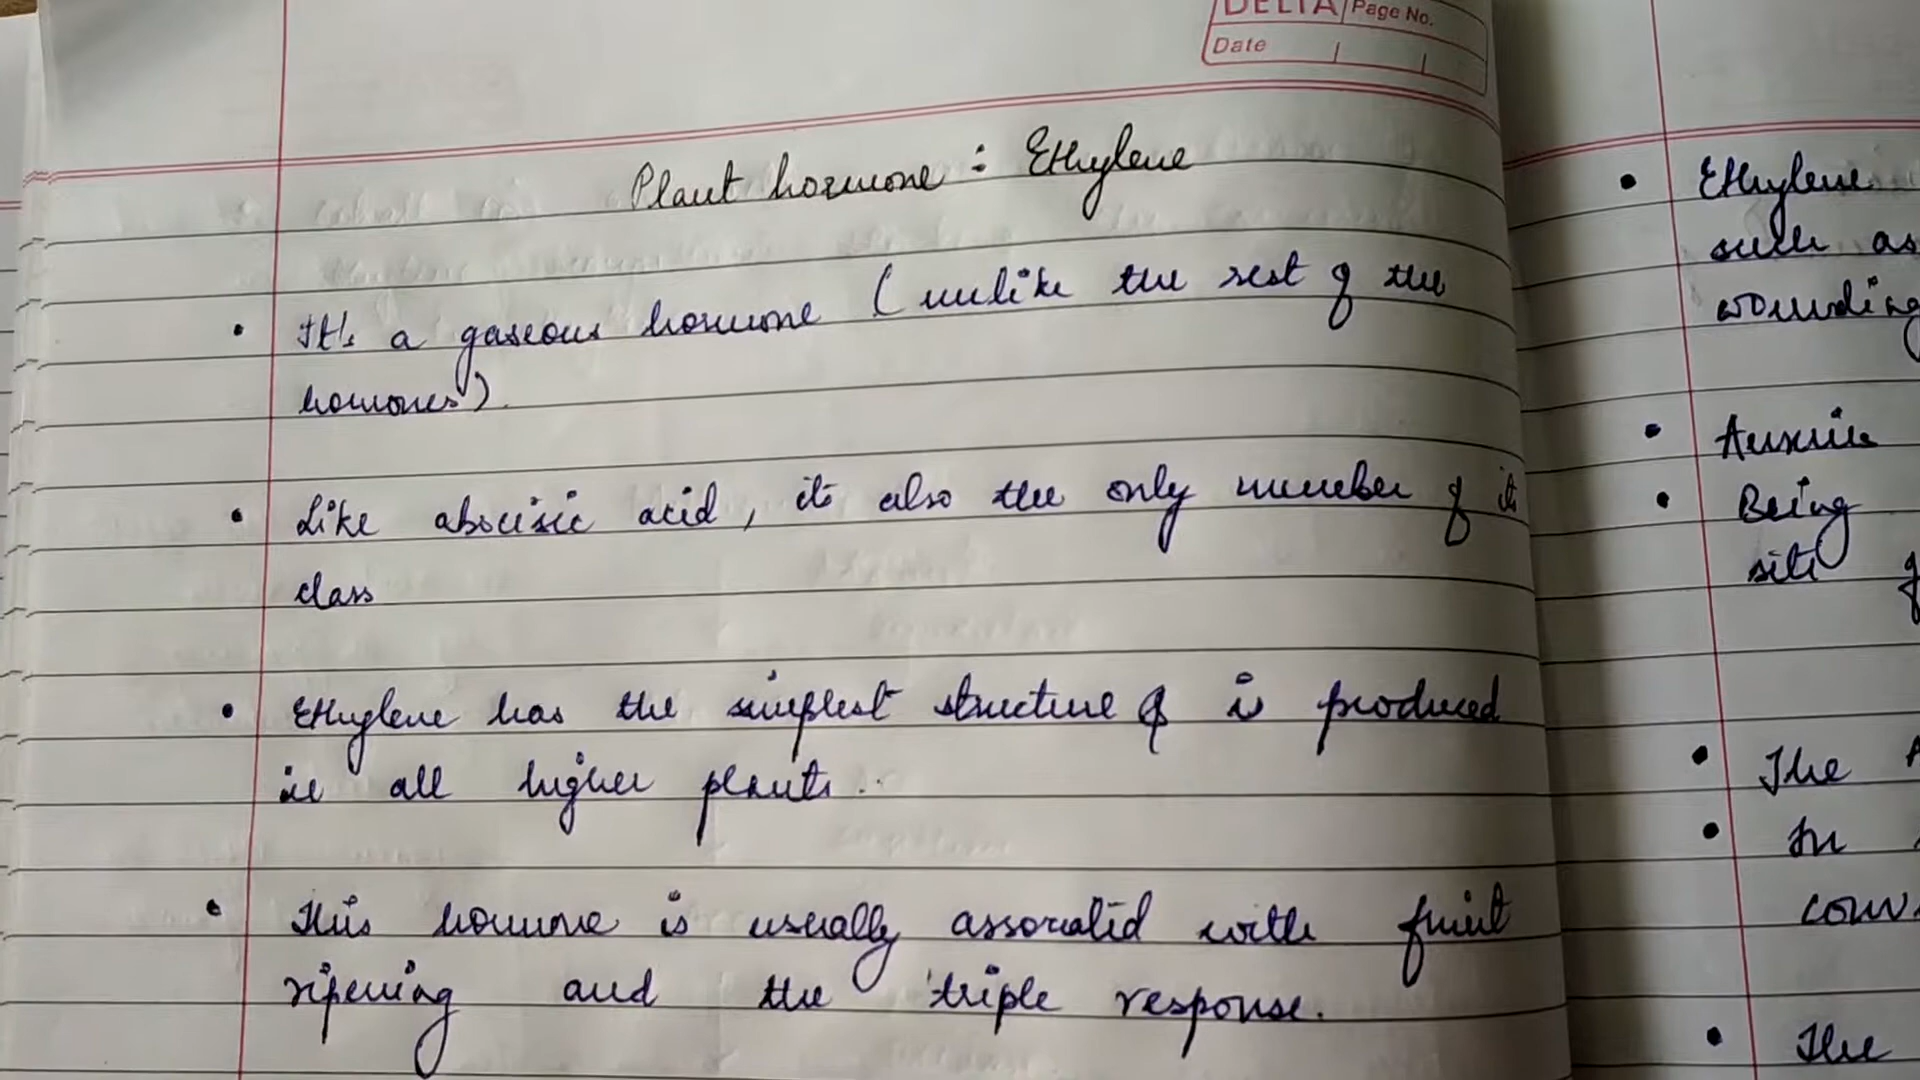 DELTA Page No.
Date
Plant hormone : Ethylene
• It's a gaseous hormone (unlike the rest of the
hormones).
• Like abscisic acid, its also the only member of its
class
• Ethylene has the simplest structure & is produced
in all higher plants.
• This hormone is usually associated with fruit
ripening and the triple response.
• Ethylene
such as
wounding
• Auxin
• Being
site of
• The
• In
conv
• The